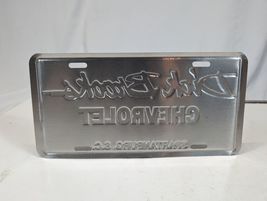 Dick Brooks
CHEVROLET
SPARTANBURG, S.C.